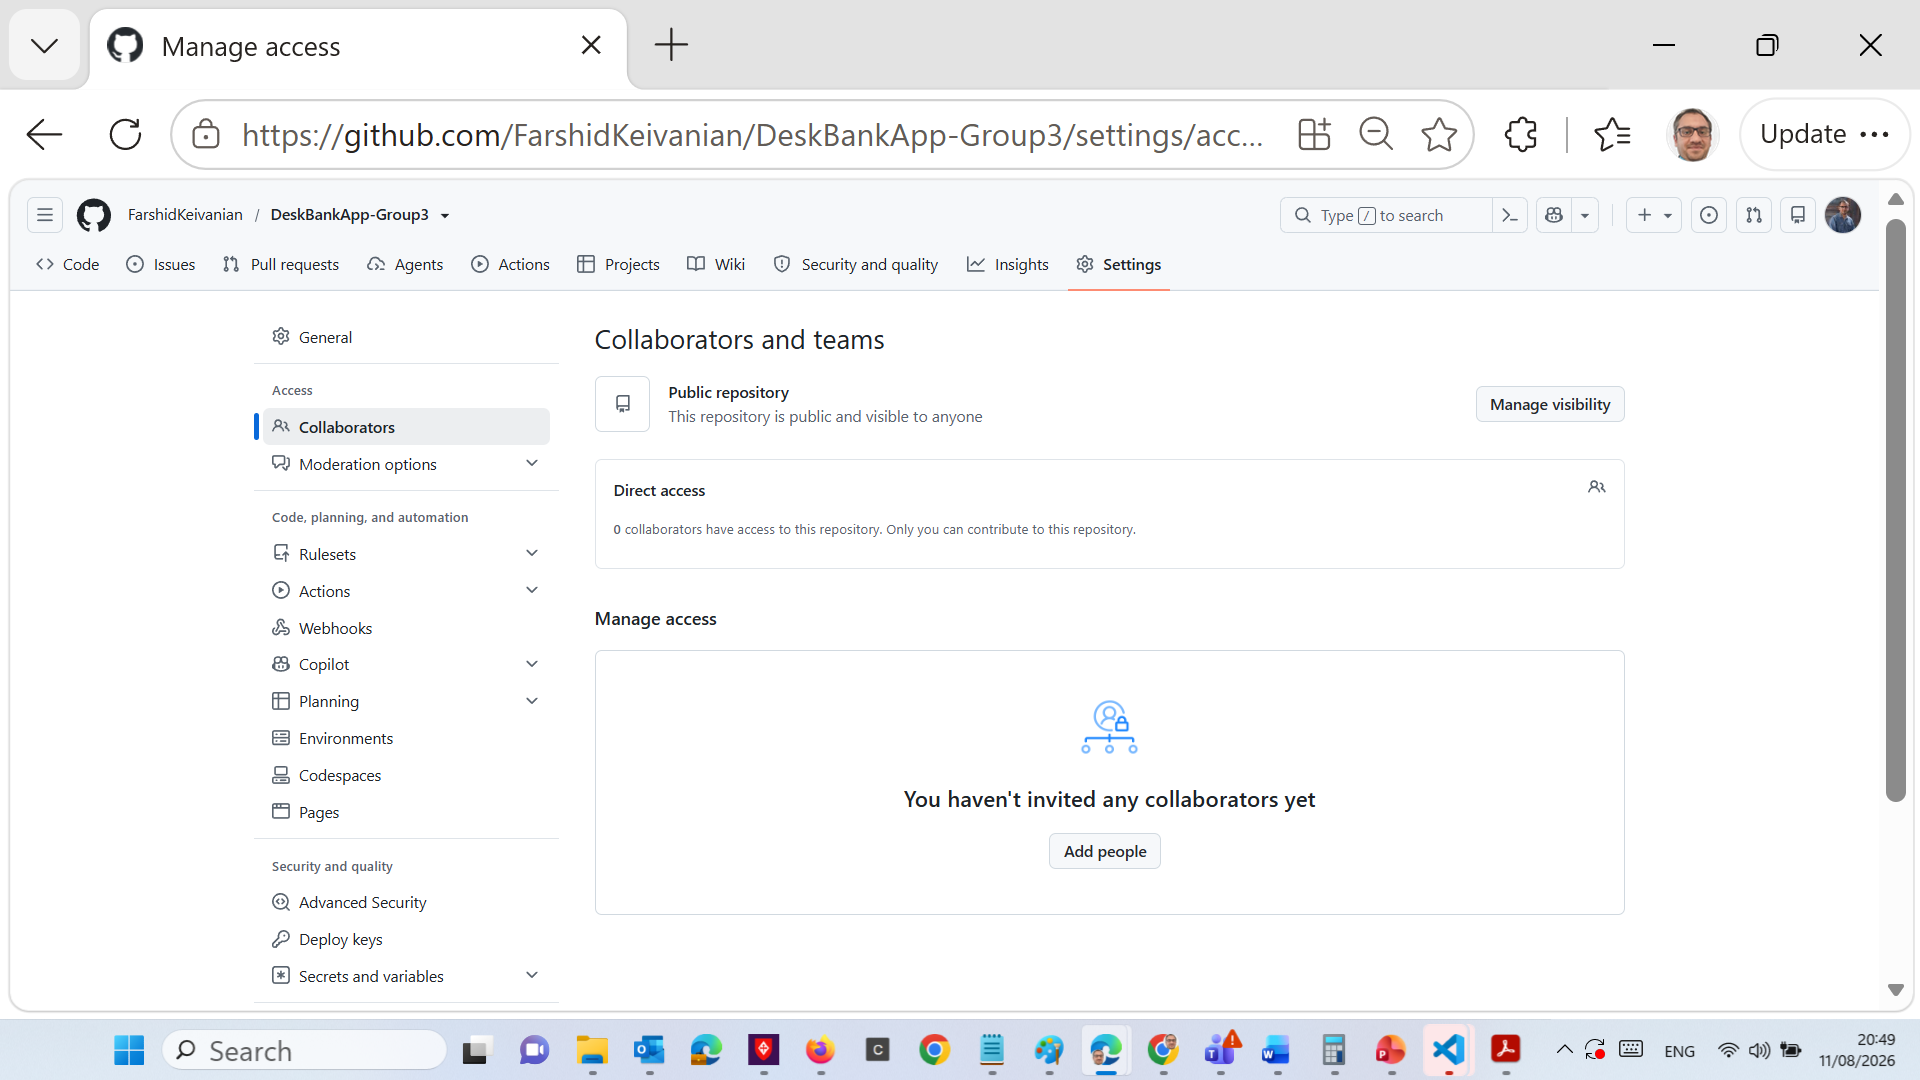 Manage access
https://github.com/FarshidKeivanian/DeskBankApp-Group3/settings/acc...
Update
FarshidKeivanian / DeskBankApp-Group3
Type / to search
Code
Issues
Pull requests
Agents
Actions
Projects
Wiki
Security and quality
Insights
Settings
General
Access
Collaborators
Moderation options
Code, planning, and automation
Rulesets
Actions
Webhooks
Copilot
Planning
Environments
Codespaces
Pages
Security and quality
Advanced Security
Deploy keys
Secrets and variables
Collaborators and teams
Public repository
This repository is public and visible to anyone
Manage visibility
Direct access
0 collaborators have access to this repository. Only you can contribute to this repository.
Manage access
You haven't invited any collaborators yet
Add people
Search
ENG
20:49
11/08/2026